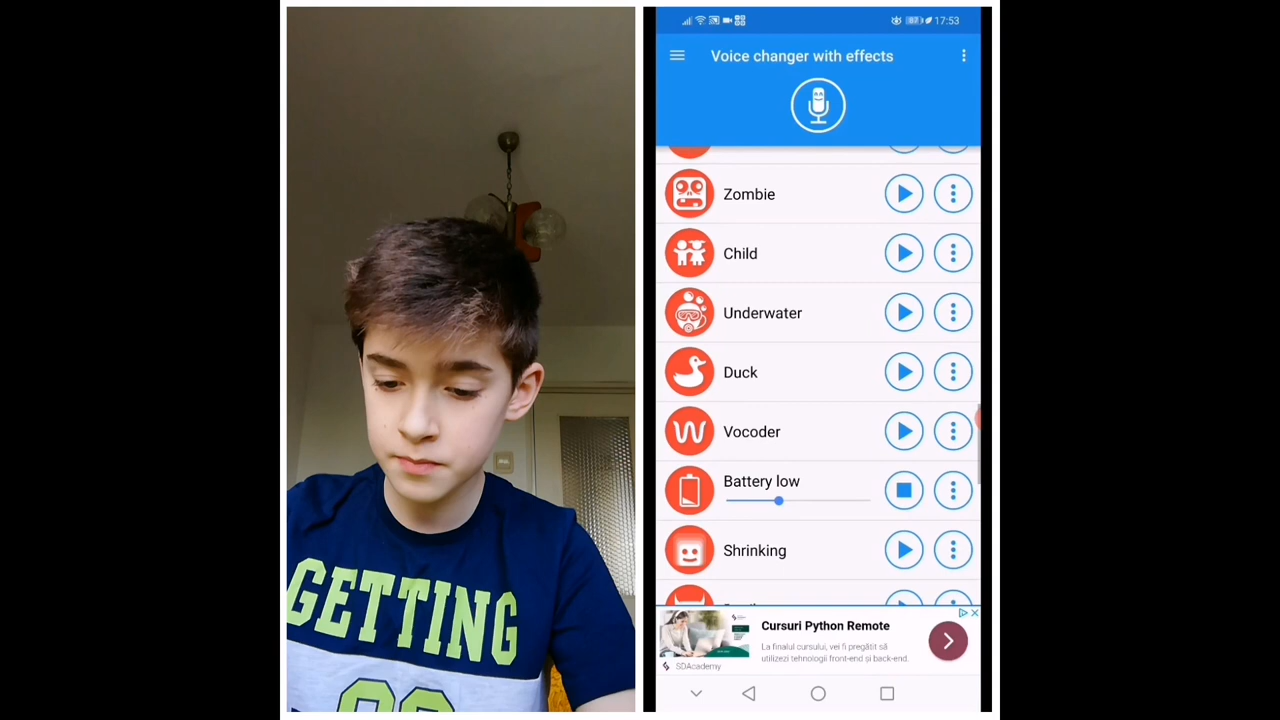 GETTING
17:53
Voice changer with effects
Zombie
Child
Underwater
Duck
Vocoder
Battery low
Shrinking
Cursuri Python Remote
La finalul cursului, vei fi pregătit să
utilizezi tehnologii front-end și back-end.
SDAcademy